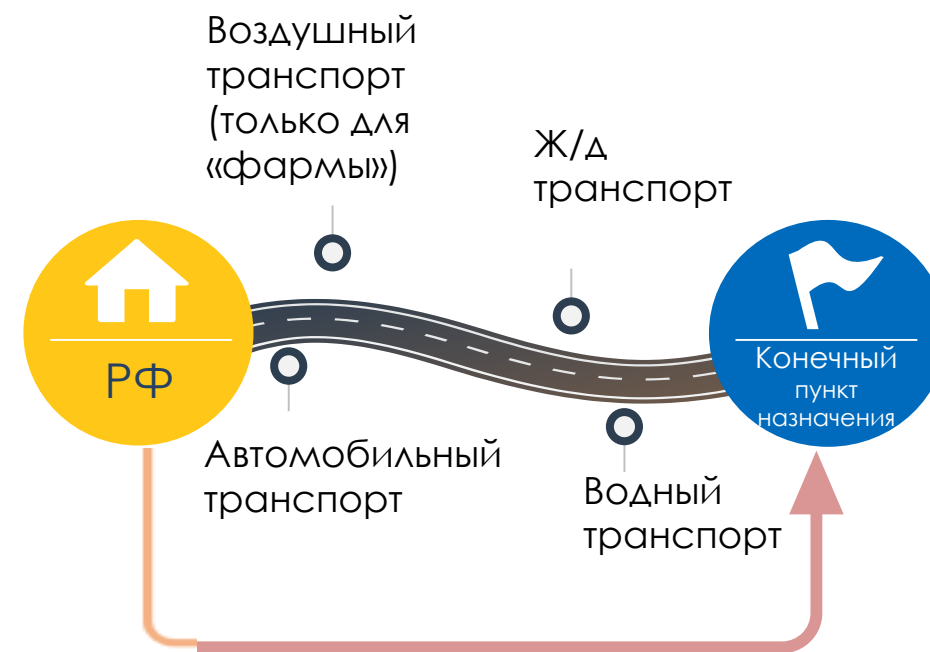 Воздушный
транспорт
(только для
«фармы»)
Ж/д
транспорт
РФ
Конечный
пункт
назначения
Автомобильный
транспорт
Водный
транспорт